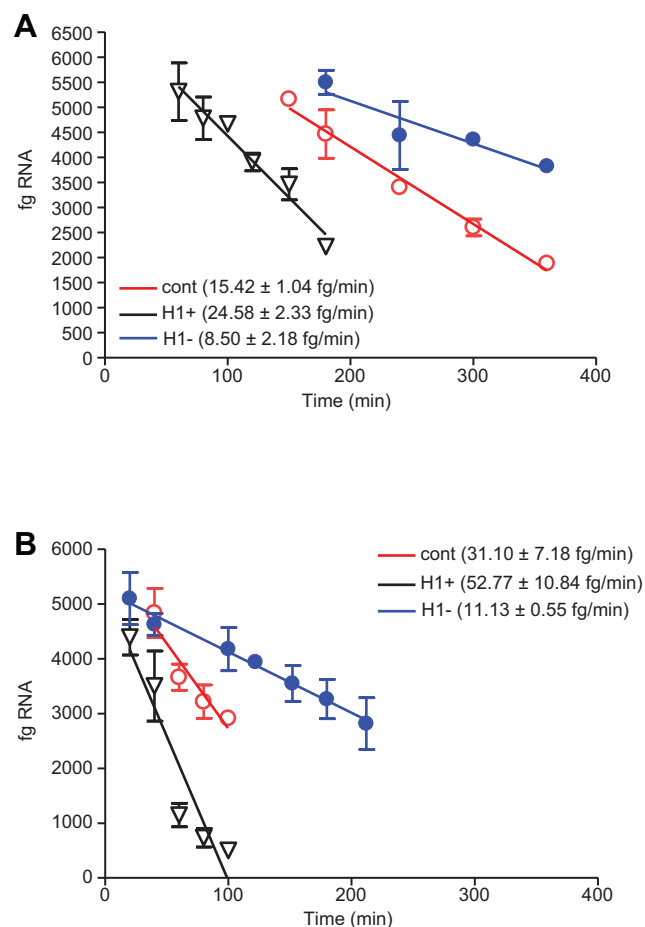 A
6500
6000
5500
5000
4500
4000
3500
3000
2500
2000
1500
1000
500
0
fg RNA
cont (15.42 ± 1.04 fg/min)
H1+ (24.58 ± 2.33 fg/min)
H1- (8.50 ± 2.18 fg/min)
0 100 200 300 400
Time (min)
B
6000
5000
4000
3000
2000
1000
0
fg RNA
cont (31.10 ± 7.18 fg/min)
H1+ (52.77 ± 10.84 fg/min)
H1- (11.13 ± 0.55 fg/min)
0 100 200 300 400
Time (min)